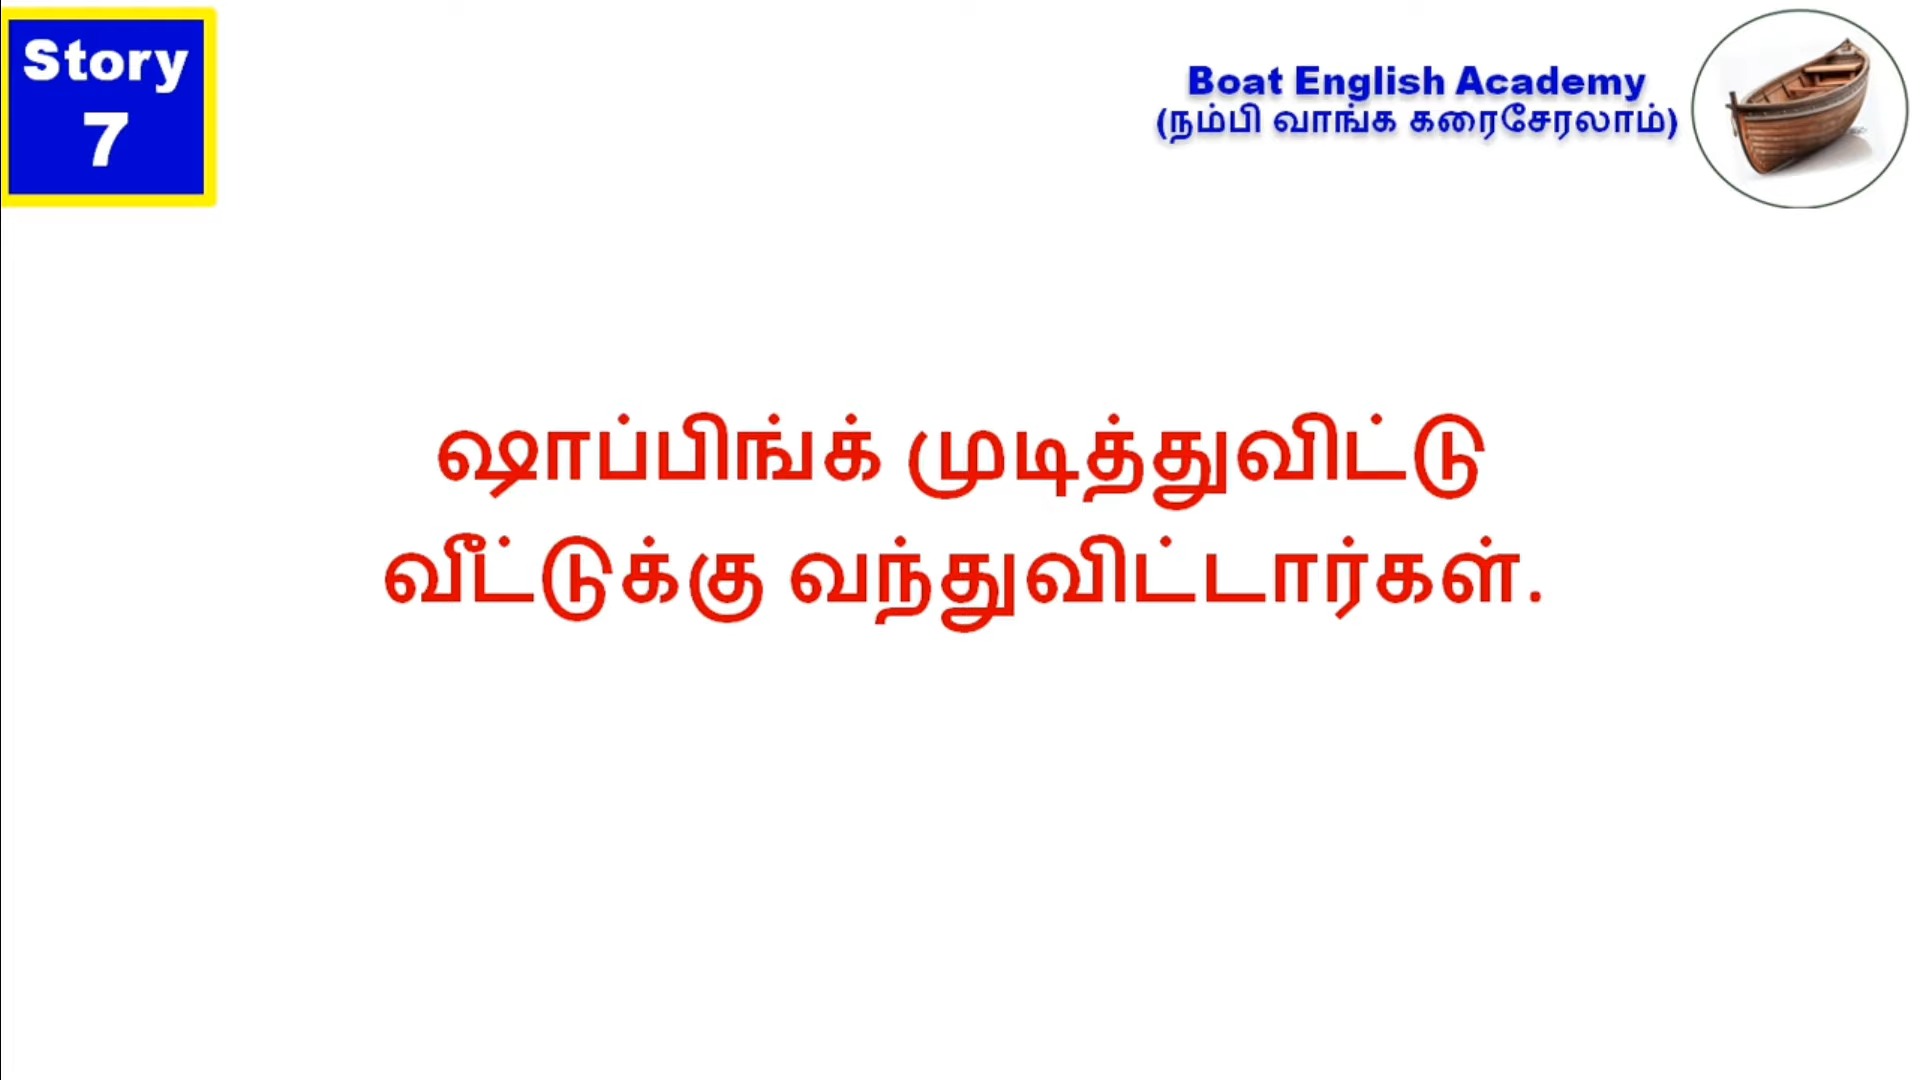 Story
7
Boat English Academy
(நம்பி வாங்க கரைசேரலாம்)
ஷாப்பிங்க் முடித்துவிட்டு
வீட்டுக்கு வந்துவிட்டார்கள்.